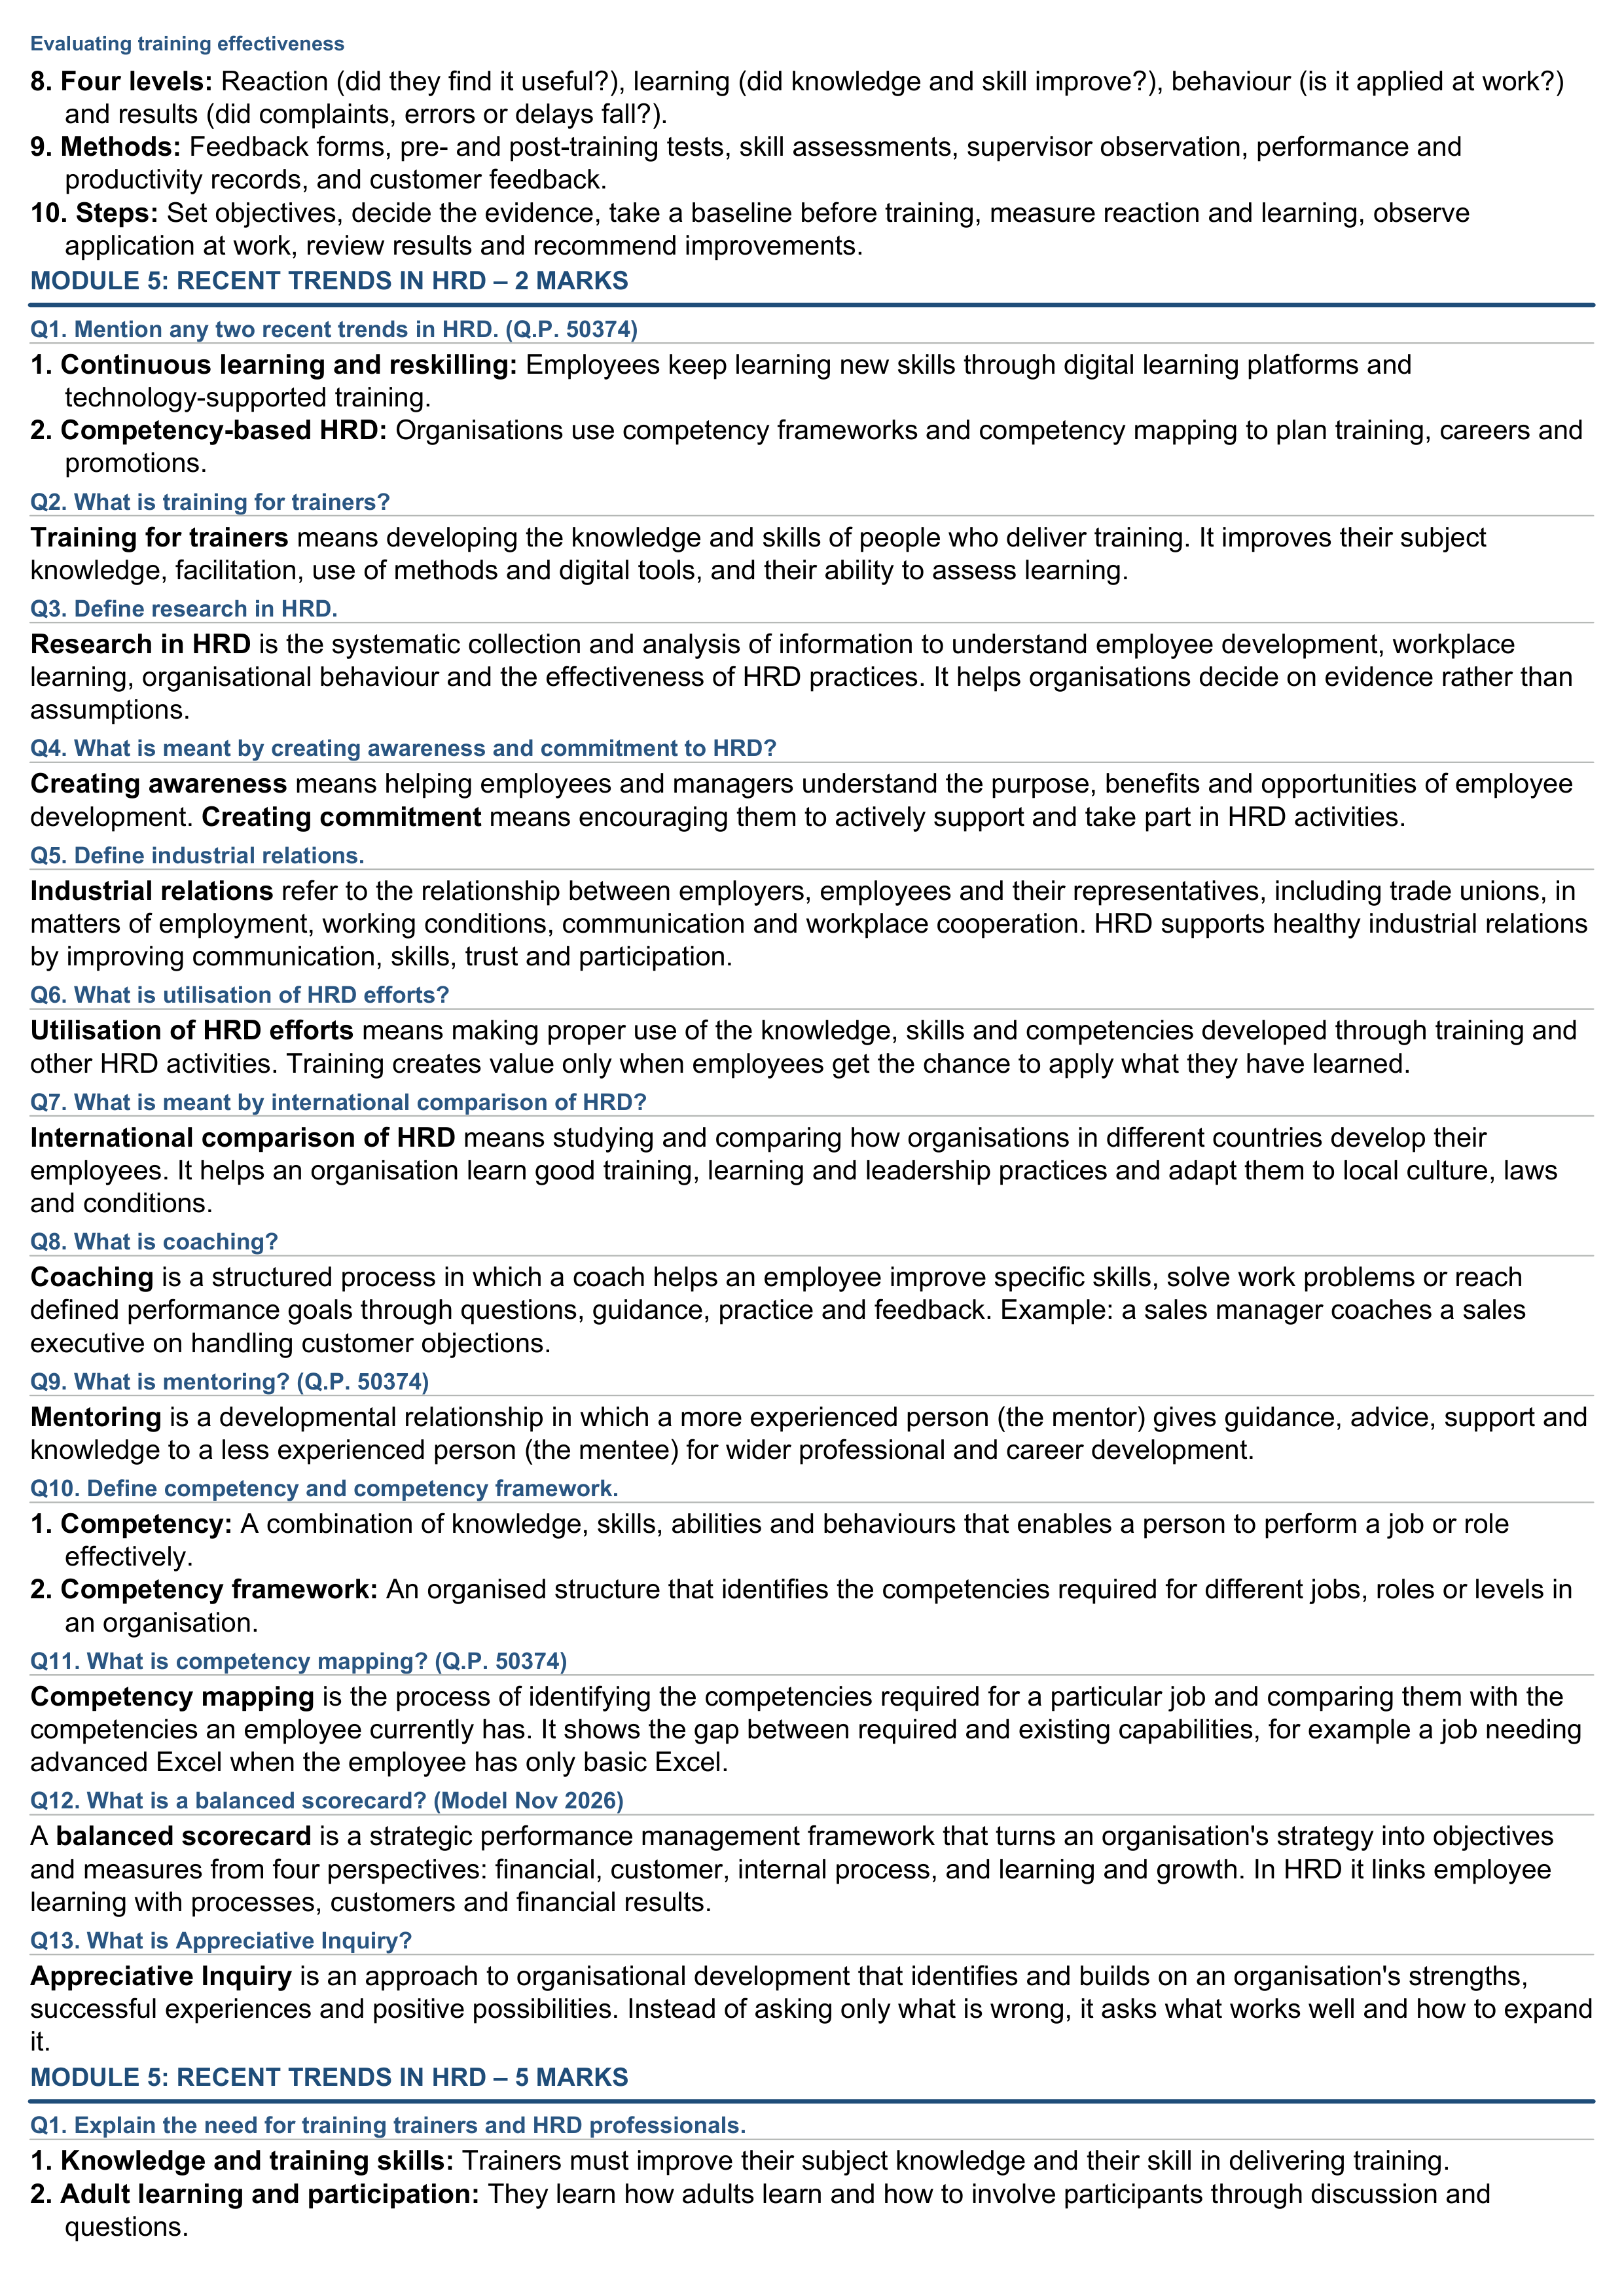 Evaluating training effectiveness
8. Four levels: Reaction (did they find it useful?), learning (did knowledge and skill improve?), behaviour (is it applied at work?)
and results (did complaints, errors or delays fall?).
9. Methods: Feedback forms, pre- and post-training tests, skill assessments, supervisor observation, performance and
productivity records, and customer feedback.
10. Steps: Set objectives, decide the evidence, take a baseline before training, measure reaction and learning, observe
application at work, review results and recommend improvements.
MODULE 5: RECENT TRENDS IN HRD – 2 MARKS
Q1. Mention any two recent trends in HRD. (Q.P. 50374)
1. Continuous learning and reskilling: Employees keep learning new skills through digital learning platforms and
technology-supported training.
2. Competency-based HRD: Organisations use competency frameworks and competency mapping to plan training, careers and
promotions.
Q2. What is training for trainers?
Training for trainers means developing the knowledge and skills of people who deliver training. It improves their subject
knowledge, facilitation, use of methods and digital tools, and their ability to assess learning.
Q3. Define research in HRD.
Research in HRD is the systematic collection and analysis of information to understand employee development, workplace
learning, organisational behaviour and the effectiveness of HRD practices. It helps organisations decide on evidence rather than
assumptions.
Q4. What is meant by creating awareness and commitment to HRD?
Creating awareness means helping employees and managers understand the purpose, benefits and opportunities of employee
development. Creating commitment means encouraging them to actively support and take part in HRD activities.
Q5. Define industrial relations.
Industrial relations refer to the relationship between employers, employees and their representatives, including trade unions, in
matters of employment, working conditions, communication and workplace cooperation. HRD supports healthy industrial relations
by improving communication, skills, trust and participation.
Q6. What is utilisation of HRD efforts?
Utilisation of HRD efforts means making proper use of the knowledge, skills and competencies developed through training and
other HRD activities. Training creates value only when employees get the chance to apply what they have learned.
Q7. What is meant by international comparison of HRD?
International comparison of HRD means studying and comparing how organisations in different countries develop their
employees. It helps an organisation learn good training, learning and leadership practices and adapt them to local culture, laws
and conditions.
Q8. What is coaching?
Coaching is a structured process in which a coach helps an employee improve specific skills, solve work problems or reach
defined performance goals through questions, guidance, practice and feedback. Example: a sales manager coaches a sales
executive on handling customer objections.
Q9. What is mentoring? (Q.P. 50374)
Mentoring is a developmental relationship in which a more experienced person (the mentor) gives guidance, advice, support and
knowledge to a less experienced person (the mentee) for wider professional and career development.
Q10. Define competency and competency framework.
1. Competency: A combination of knowledge, skills, abilities and behaviours that enables a person to perform a job or role
effectively.
2. Competency framework: An organised structure that identifies the competencies required for different jobs, roles or levels in
an organisation.
Q11. What is competency mapping? (Q.P. 50374)
Competency mapping is the process of identifying the competencies required for a particular job and comparing them with the
competencies an employee currently has. It shows the gap between required and existing capabilities, for example a job needing
advanced Excel when the employee has only basic Excel.
Q12. What is a balanced scorecard? (Model Nov 2026)
A balanced scorecard is a strategic performance management framework that turns an organisation's strategy into objectives
and measures from four perspectives: financial, customer, internal process, and learning and growth. In HRD it links employee
learning with processes, customers and financial results.
Q13. What is Appreciative Inquiry?
Appreciative Inquiry is an approach to organisational development that identifies and builds on an organisation's strengths,
successful experiences and positive possibilities. Instead of asking only what is wrong, it asks what works well and how to expand
it.
MODULE 5: RECENT TRENDS IN HRD – 5 MARKS
Q1. Explain the need for training trainers and HRD professionals.
1. Knowledge and training skills: Trainers must improve their subject knowledge and their skill in delivering training.
2. Adult learning and participation: They learn how adults learn and how to involve participants through discussion and
questions.